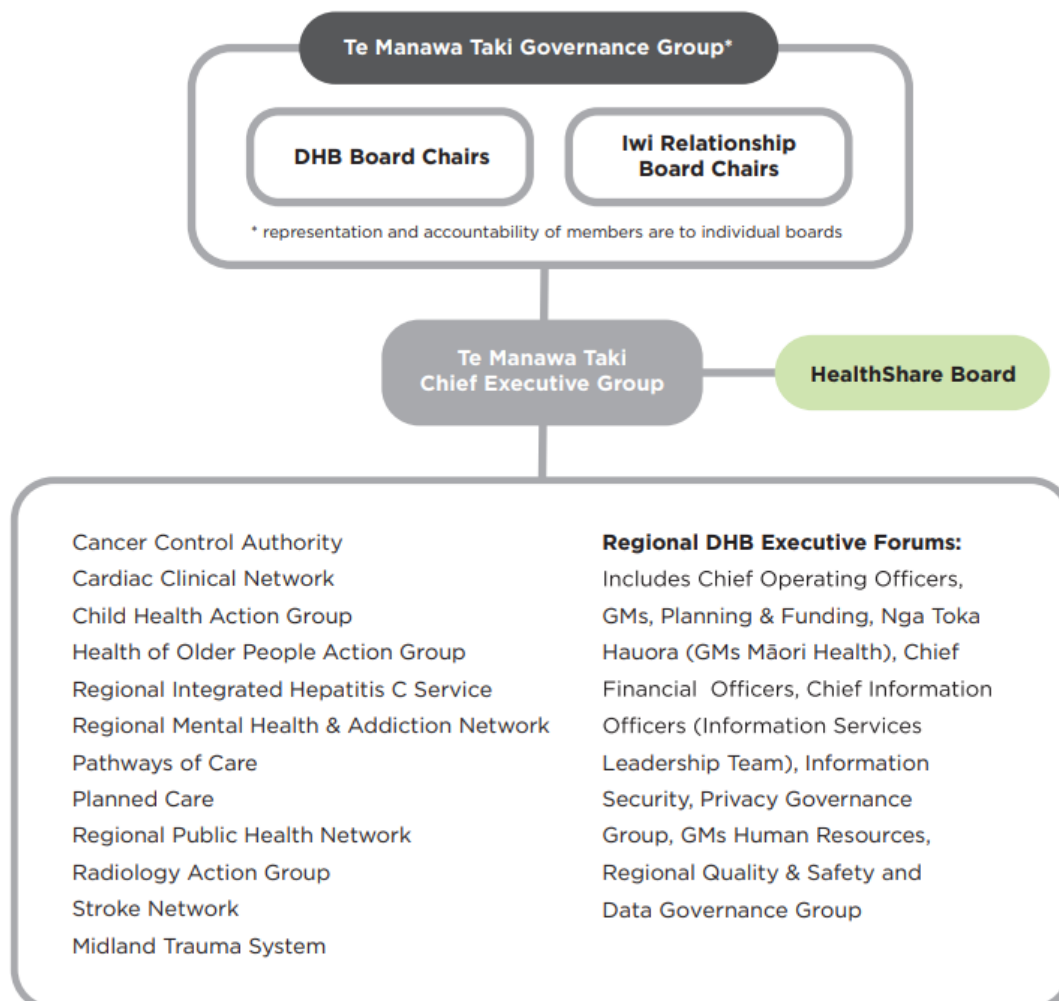 Te Manawa Taki Governance Group*
DHB Board Chairs
Iwi Relationship
Board Chairs
* representation and accountability of members are to individual boards
Te Manawa Taki
Chief Executive Group
HealthShare Board
Cancer Control Authority
Cardiac Clinical Network
Child Health Action Group
Health of Older People Action Group
Regional Integrated Hepatitis C Service
Regional Mental Health & Addiction Network
Pathways of Care
Planned Care
Regional Public Health Network
Radiology Action Group
Stroke Network
Midland Trauma System
Regional DHB Executive Forums:
Includes Chief Operating Officers,
GMs, Planning & Funding, Nga Toka
Hauora (GMs Māori Health), Chief
Financial Officers, Chief Information
Officers (Information Services
Leadership Team), Information
Security, Privacy Governance
Group, GMs Human Resources,
Regional Quality & Safety and
Data Governance Group